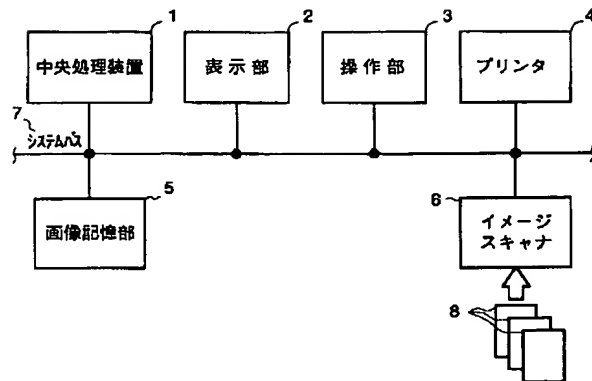 1
2
3
4
中央処理装置
表示部
操作部
プリンタ
7
システムバス
5
6
画像記憶部
イメージ
スキャナ
8